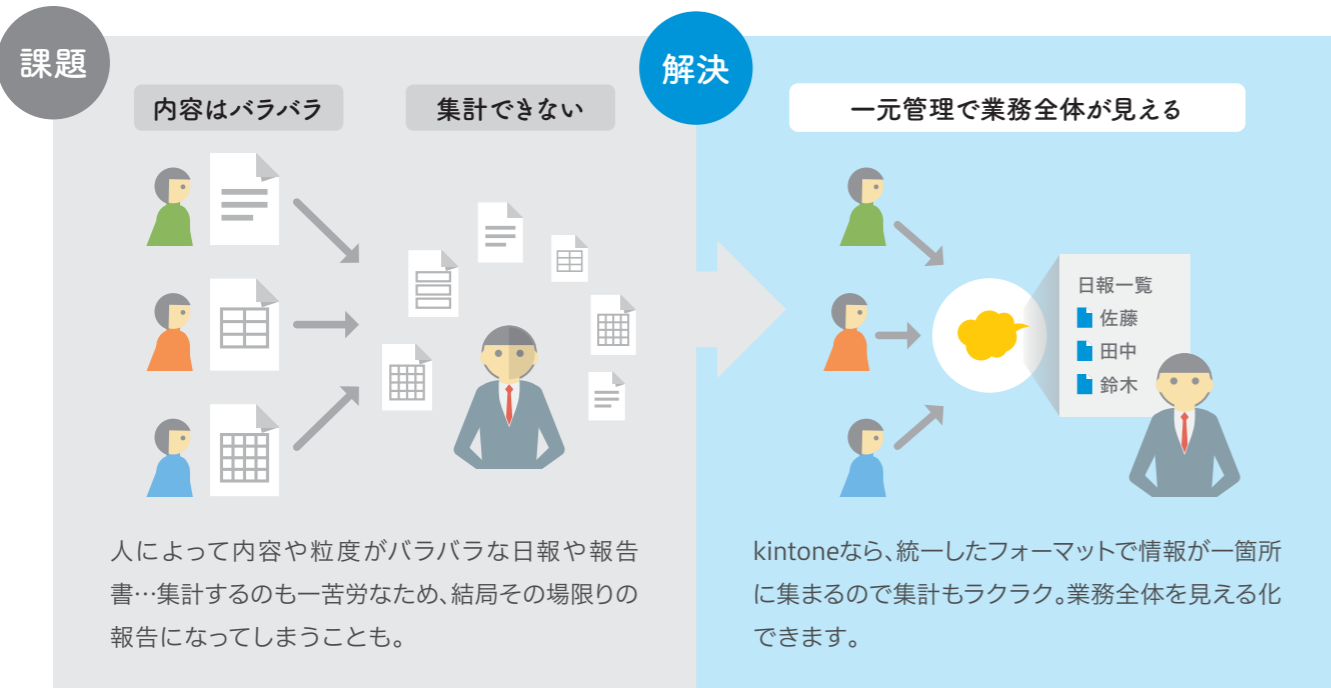 課題
内容はバラバラ
集計できない
人によって内容や粒度がバラバラな日報や報告
書…集計するのも一苦労なため、結局その場限りの
報告になってしまうことも。
解決
一元管理で業務全体が見える
日報一覧
佐藤
田中
鈴木
kintoneなら、統一したフォーマットで情報が一箇所
に集まるので集計もラクラク。業務全体を見える化
できます。